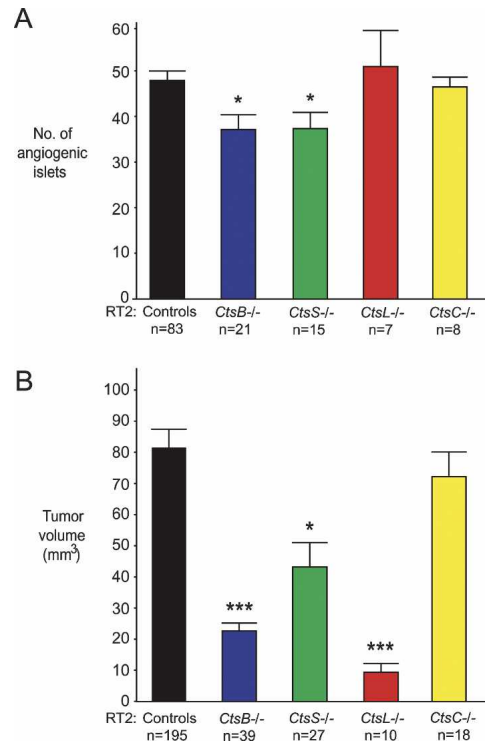 A
60
50
40
30
20
10
0
No. of
angiogenic
islets
*
*
RT2: Controls CtsB-/- CtsS-/- CtsL-/- CtsC-/-
n=83 n=21 n=15 n=7 n=8
B
100
90
80
70
60
50
40
30
20
10
0
Tumor
volume
(mm3)
***
*
***
RT2: Controls CtsB-/- CtsS-/- CtsL-/- CtsC-/-
n=195 n=39 n=27 n=10 n=18